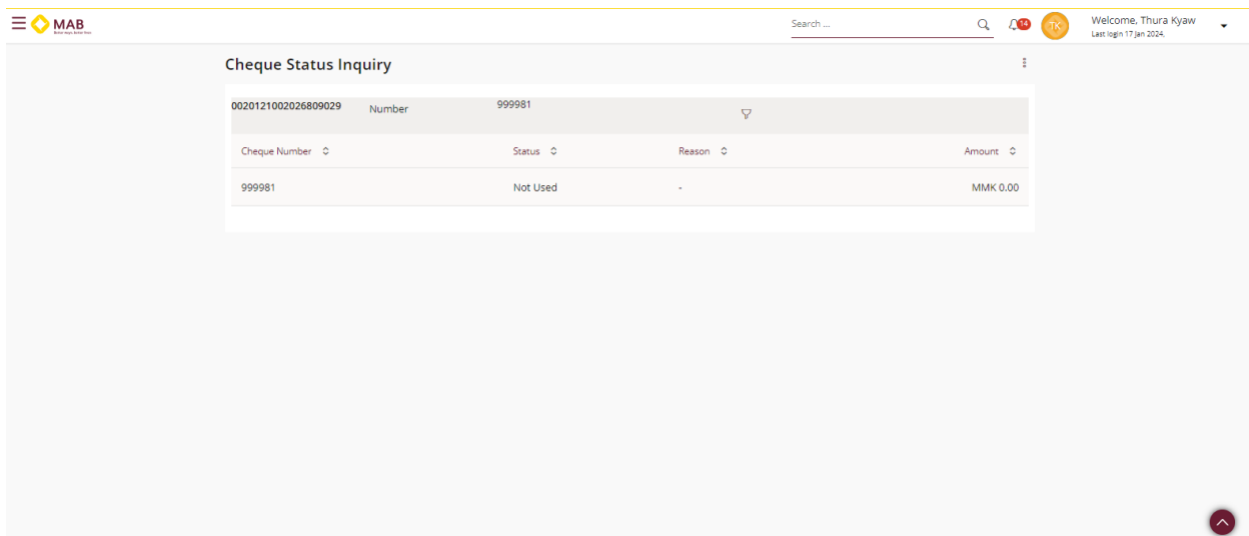 MAB
Search ...
14
TK
Welcome, Thura Kyaw
Last login 17 Jan 2024.
Cheque Status Inquiry
0020121002026809029 Number 999981
Cheque Number Status Reason Amount
999981 Not Used - MMK 0.00